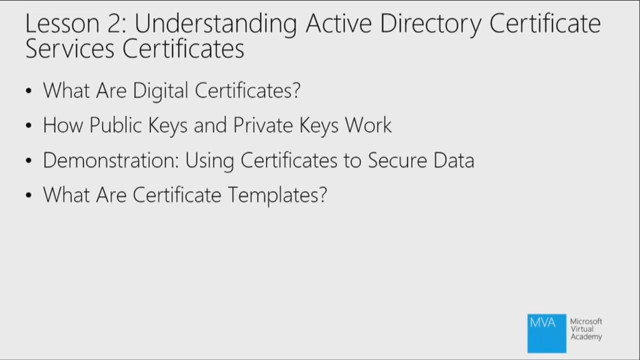 Lesson 2: Understanding Active Directory Certificate
Services Certificates
• What Are Digital Certificates?
• How Public Keys and Private Keys Work
• Demonstration: Using Certificates to Secure Data
• What Are Certificate Templates?
MVA
Microsoft
Virtual
Academy